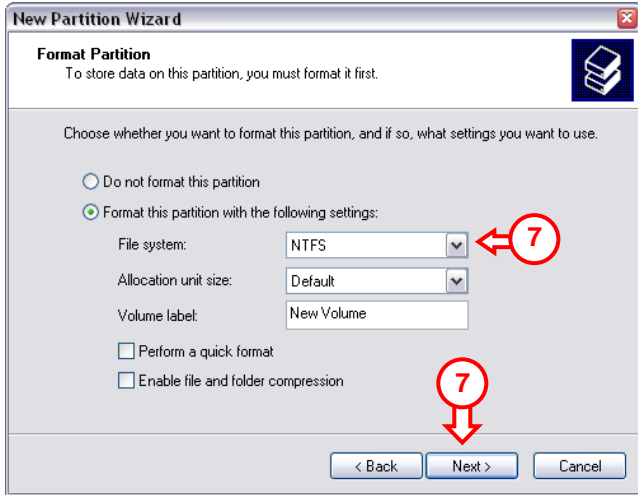 New Partition Wizard
Format Partition
To store data on this partition, you must format it first.
Choose whether you want to format this partition, and if so, what settings you want to use.
Do not format this partition
Format this partition with the following settings:
File system: NTFS 7
Allocation unit size: Default
Volume label: New Volume
Perform a quick format
Enable file and folder compression
7
< Back Next > Cancel